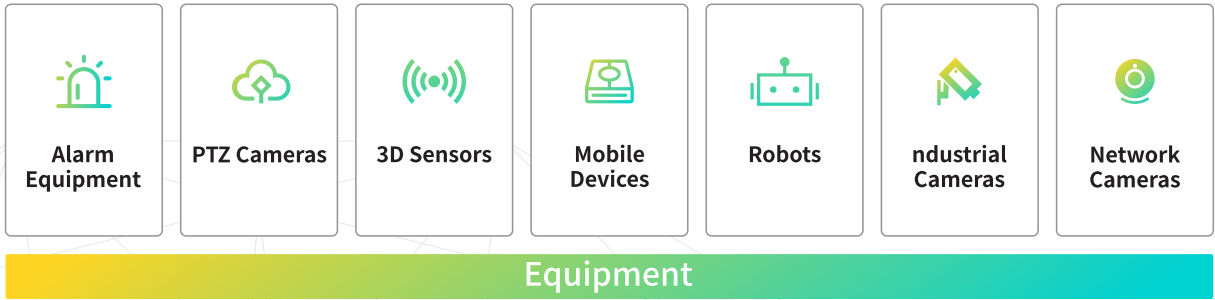 Alarm
Equipment
PTZ Cameras
3D Sensors
Mobile
Devices
Robots
ndustrial
Cameras
Network
Cameras
Equipment